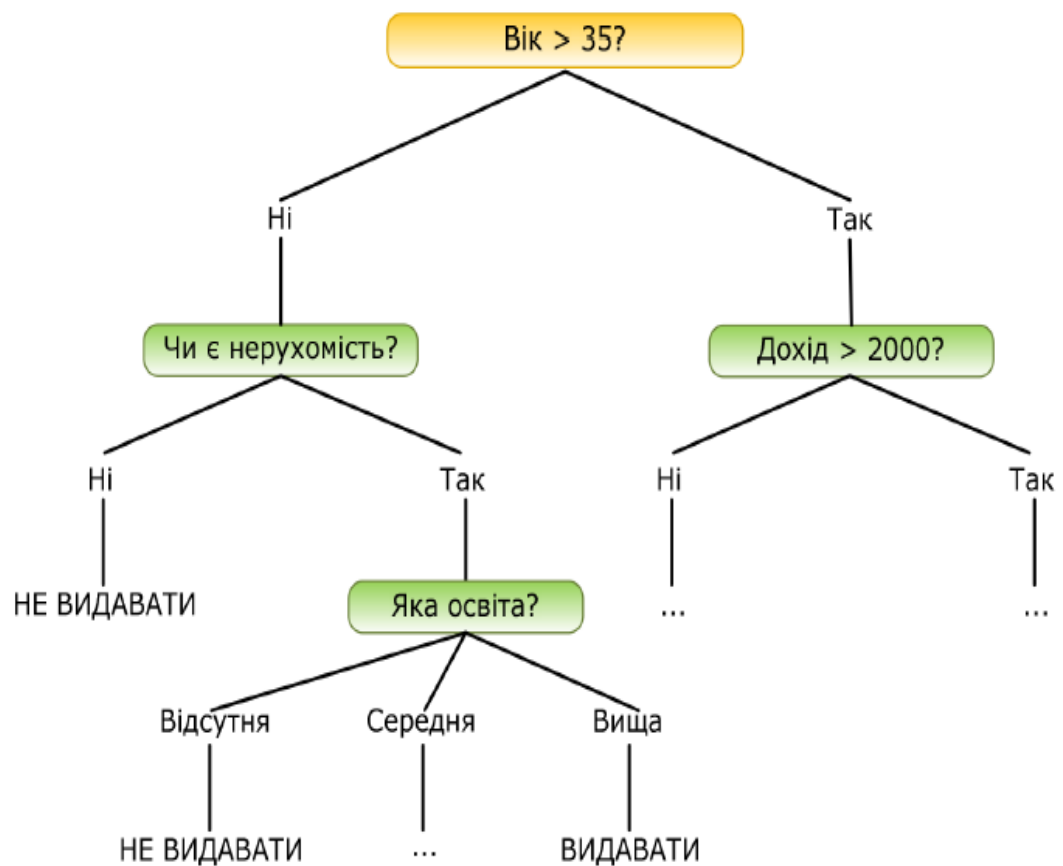 Вік > 35?
Ні
Так
Чи є нерухомість?
Дохід > 2000?
Ні
Так
Ні
Так
НЕ ВИДАВАТИ
Яка освіта?
...
...
Відсутня
Середня
Вища
НЕ ВИДАВАТИ
...
ВИДАВАТИ